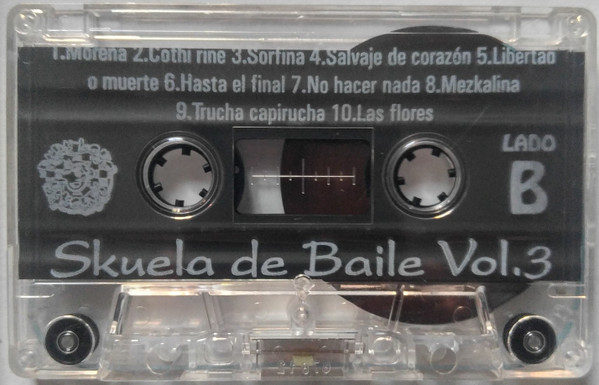 1.Morena 2.Cothi rine 3.Sorfina 4.Salvaje de corazón 5.Libertad
o muerte 6.Hasta el final 7.No hacer nada 8.Mezkalina
9.Trucha capirucha 10.Las flores
LADO
B
Skuela de Baile Vol.3